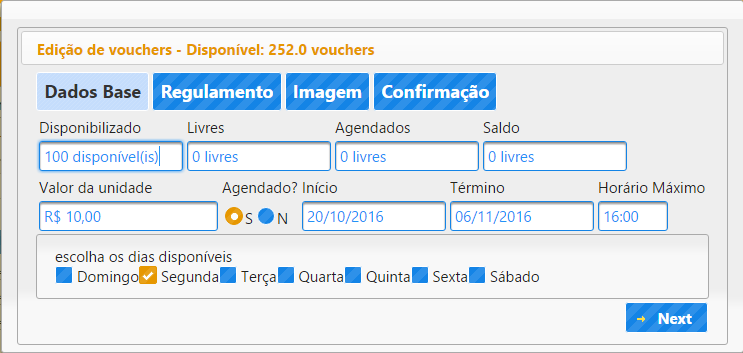 Edição de vouchers - Disponível: 252.0 vouchers
Dados Base Regulamento Imagem Confirmação
Disponibilizado Livres Agendados Saldo
100 disponível(is) 0 livres 0 livres 0 livres
Valor da unidade Agendado? Início Término Horário Máximo
R$ 10,00 S N 20/10/2016 06/11/2016 16:00
escolha os dias disponíveis
Domingo Segunda Terça Quarta Quinta Sexta Sábado
Next